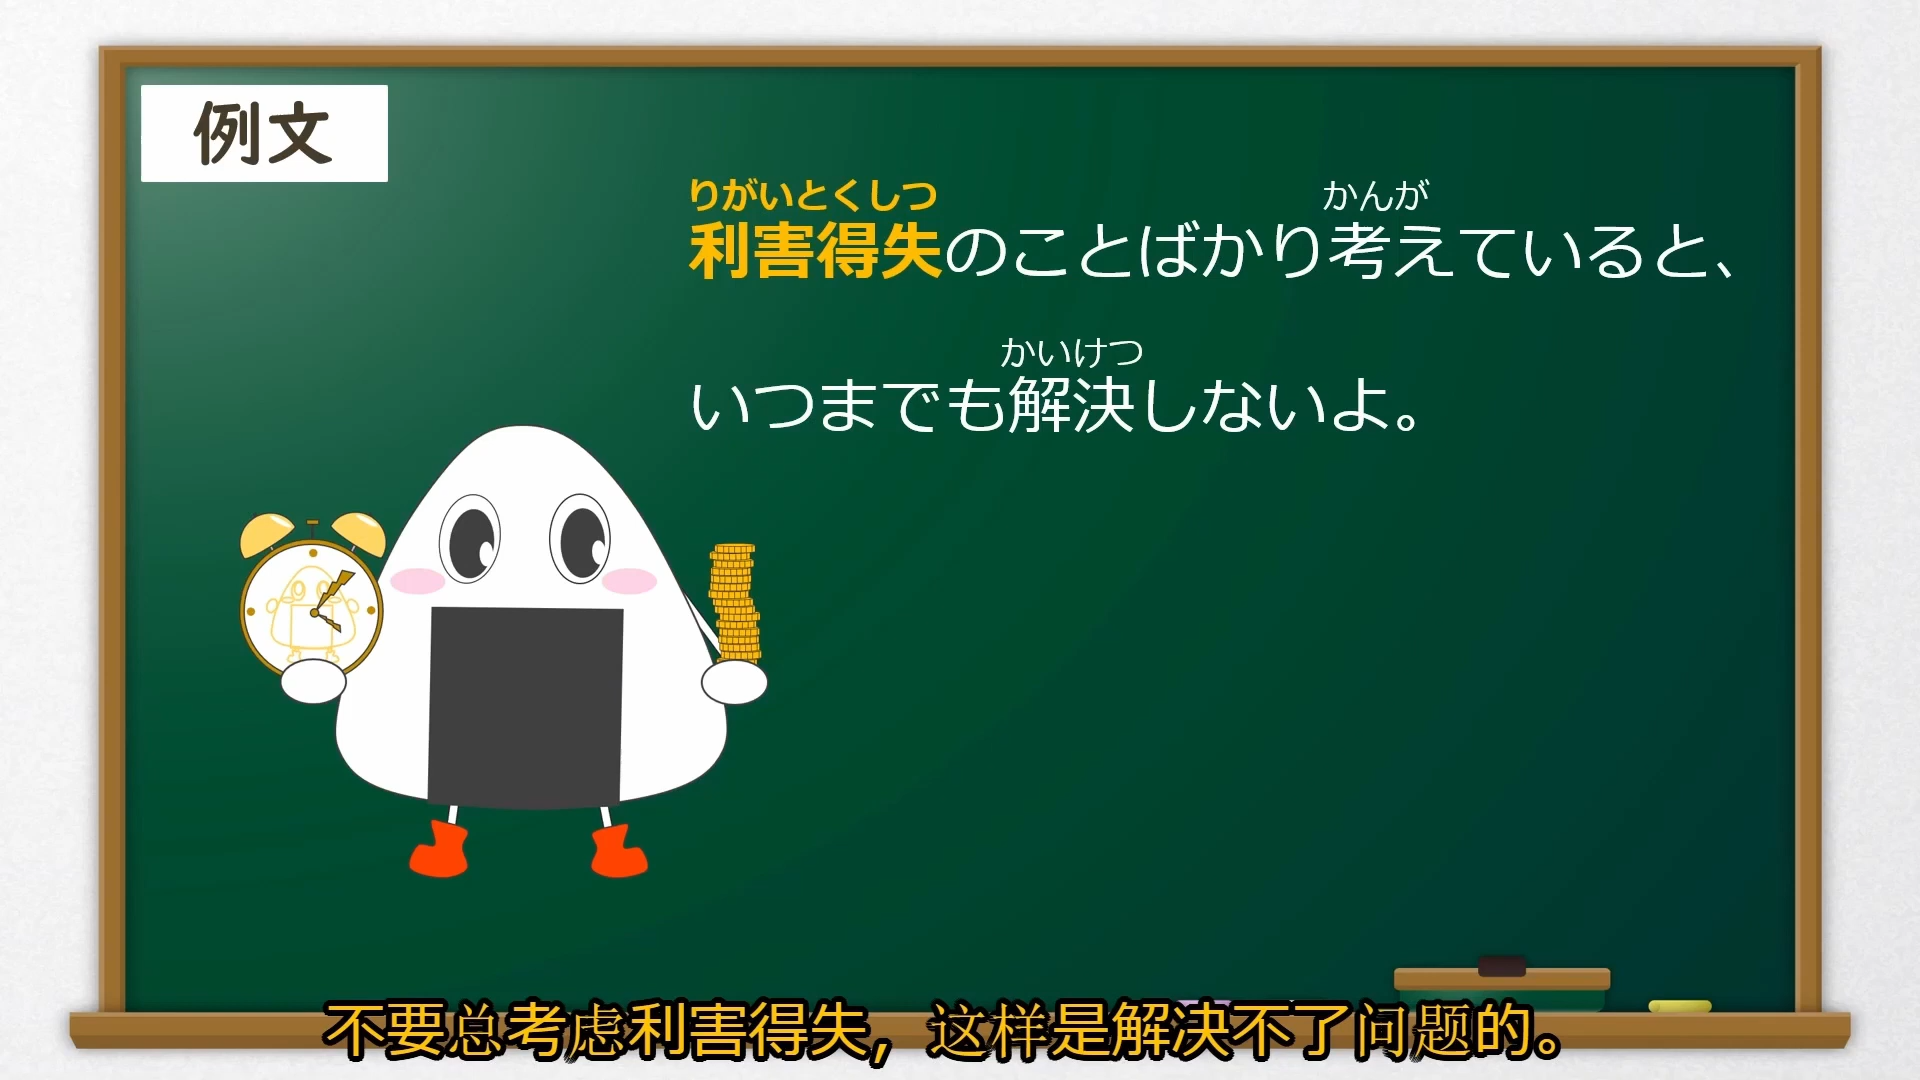 例文
りがいとくしつ かんが
利害得失のことばかり考えていると、
かいけつ
いつまでも解決しないよ。
不要总考虑利害得失，这样是解决不了问题的。